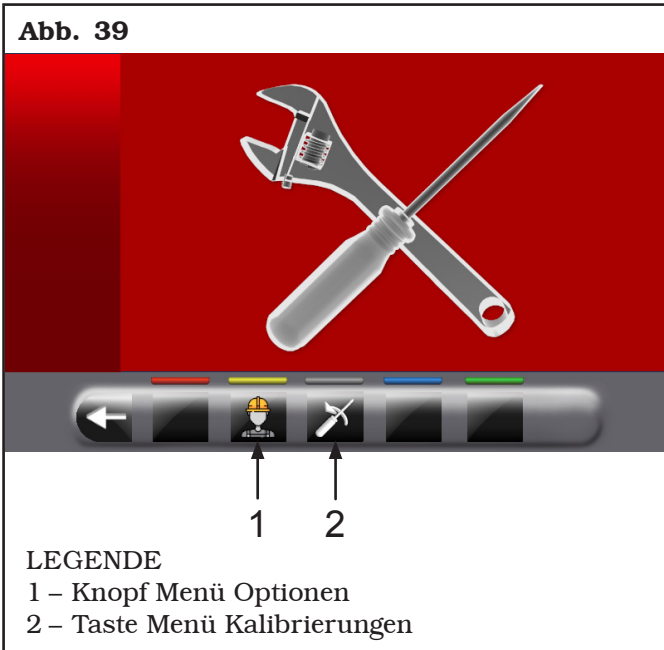 Abb. 39
1 2
LEGENDE
1 – Knopf Menü Optionen
2 – Taste Menü Kalibrierungen